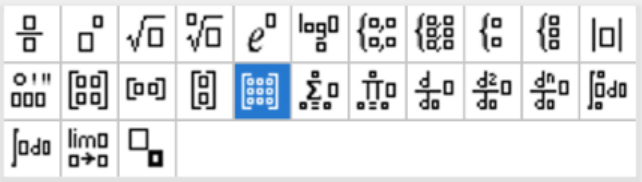 □/□ □□ √□ □√□ e□ log□ □ {□,□ □,□ {□,□ □,□ □,□ {□ □ {□ □ □ |□|
○ ! '' □□□ [□□ □□] [□ □] [□ □] [□□□ □□□ □□□] Σ□ □=□ □ Π□ □=□ □ d/d□ □ d2/d□ □ dn/d□ □ ∫□□ □d□
∫□d□ lim□ □→□ □■